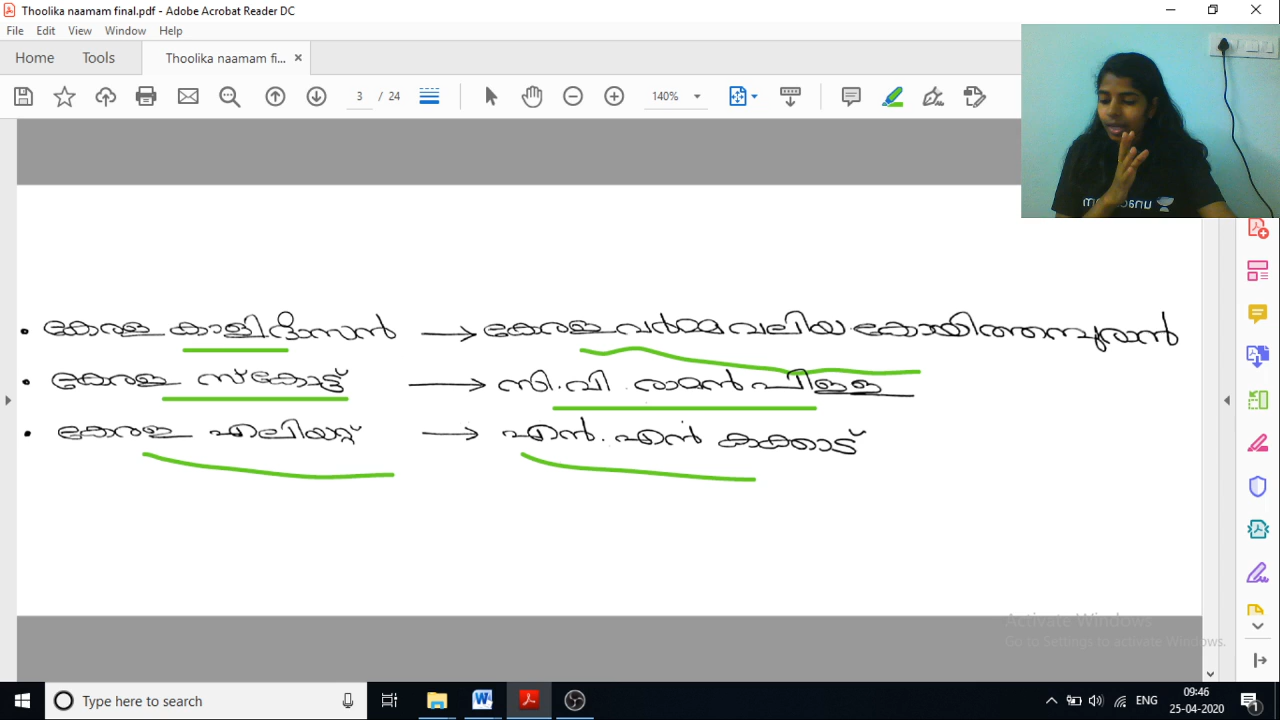 Thoolika naamam final.pdf - Adobe Acrobat Reader DC
File Edit View Window Help
Home Tools Thoolika naamam fi... ×
3 / 24 140%
• കേരള കാളിദാസൻ → കേരളവർമ്മ വലിയ കോയിത്തമ്പുരാൻ
• കേരള സ്കോട്ട് → സി.വി. രാമൻപിള്ള
• കേരള എലിയറ്റ് → എൻ.എൻ കക്കാട്
Activate Windows
Go to Settings to activate Windows.
Type here to search
ENG
09:46
25-04-2020
1